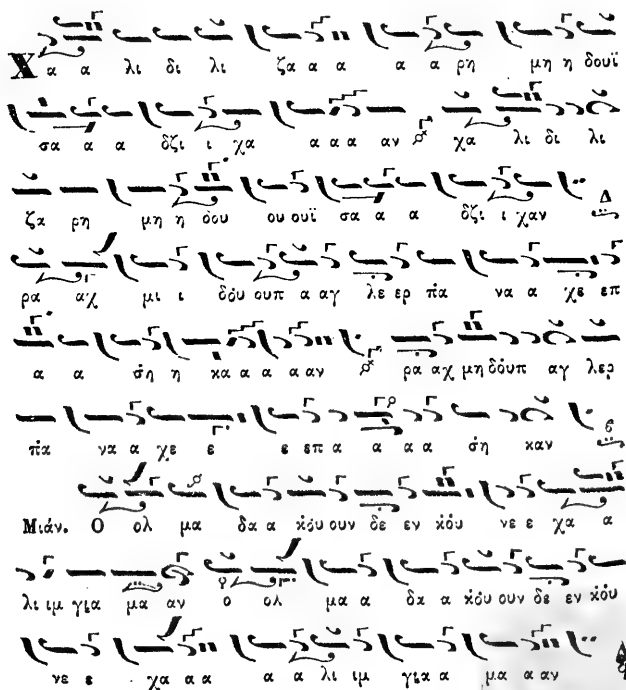 Χα α λι δι λι ζα α α α α ρη μη η δουϊ
σα α α δζι ι χα α α α αν χα λι δι λι
ζα ρη μη η δου ου ουϊ σα α α δζι ι χαν Δ
ρα αχ μι ι δου ουπ α αγ λε ερ πα να α χε επ
α α ση η κα α α α αν ρα αχ μη δουπ αγ λερ
πα να α α χε ε ε επα α α α ση καν
Μιάν. Ο ολ μα δα α κου ουν δε εν κου νε ε χα α
λι ιμ για μα αν ο ολ μα α δα α κου ουν δε εν κου
νε ε χα α α α α λι ιμ για α μα α αν